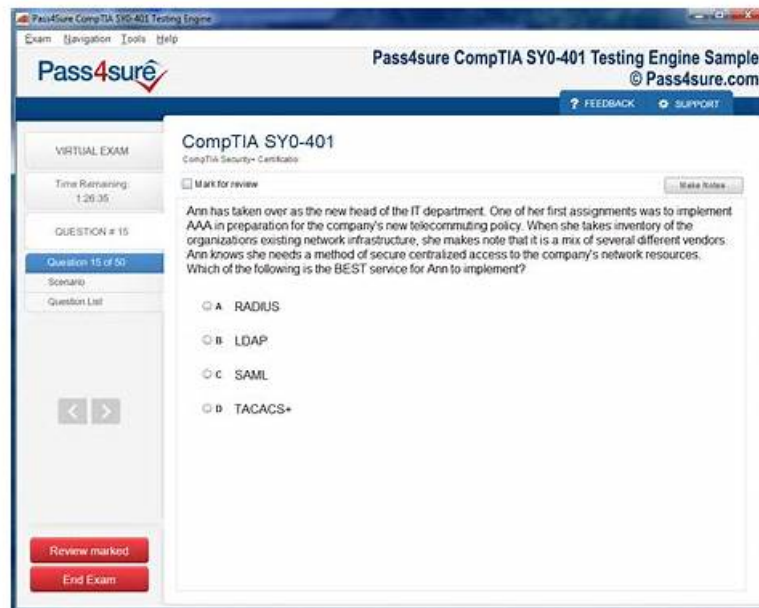 Pass4Sure CompTIA SY0-401 Testing Engine
Exam Navigation Tools Help
Pass4sure
Pass4sure CompTIA SY0-401 Testing Engine Sample
© Pass4sure.com
? FEEDBACK SUPPORT
VIRTUAL EXAM
Time Remaining:
1:26:35
QUESTION # 15
Question 15 of 50
Scenario
Question List
CompTIA SY0-401
CompTIA Security+ Certificatio
Mark for review
Make Notes
Ann has taken over as the new head of the IT department. One of her first assignments was to implement
AAA in preparation for the company's new telecommuting policy. When she takes inventory of the
organizations existing network infrastructure, she makes note that it is a mix of several different vendors.
Ann knows she needs a method of secure centralized access to the company's network resources.
Which of the following is the BEST service for Ann to implement?
A RADIUS
B LDAP
C SAML
D TACACS+
Review marked
End Exam